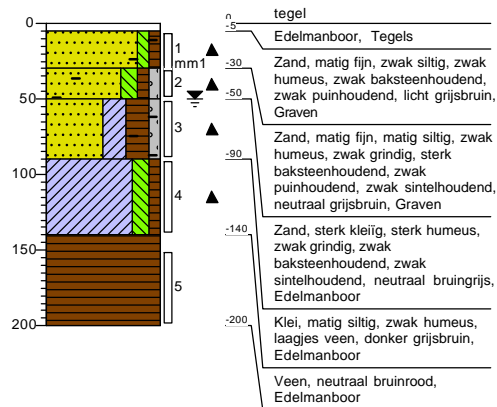 0
50
100
150
200
1
mm1
2
3
4
5
0
-5
-30
-50
-90
-140
-200
tegel
Edelmanboor, Tegels
Zand, matig fijn, zwak siltig, zwak
humeus, zwak baksteenhoudend,
zwak puinhoudend, licht grijsbruin,
Graven
Zand, matig fijn, matig siltig, zwak
humeus, zwak grindig, sterk
baksteenhoudend, zwak
puinhoudend, zwak sintelhoudend,
neutraal grijsbruin, Graven
Zand, sterk kleiïg, sterk humeus,
zwak grindig, zwak
baksteenhoudend, zwak
sintelhoudend, neutraal bruingrijs,
Edelmanboor
Klei, matig siltig, zwak humeus,
laagjes veen, donker grijsbruin,
Edelmanboor
Veen, neutraal bruinrood,
Edelmanboor